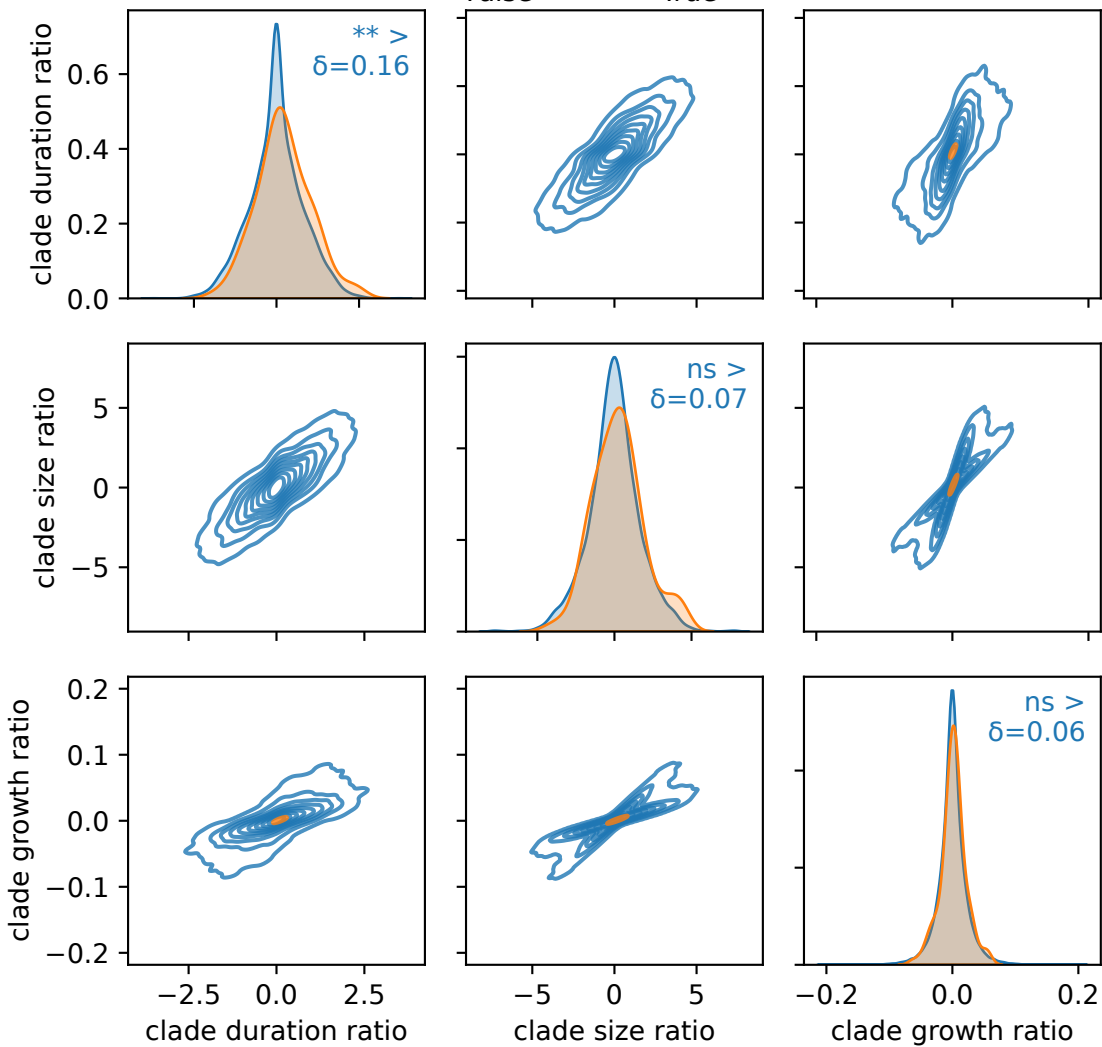 ** >
δ=0.16
clade duration ratio
0.6
0.4
0.2
0.0
ns >
δ=0.07
clade size ratio
5
0
−5
ns >
δ=0.06
clade growth ratio
0.2
0.1
0.0
−0.1
−0.2
−2.5 0.0 2.5
−5 0 5
−0.2 0.0 0.2
clade duration ratio
clade size ratio
clade growth ratio